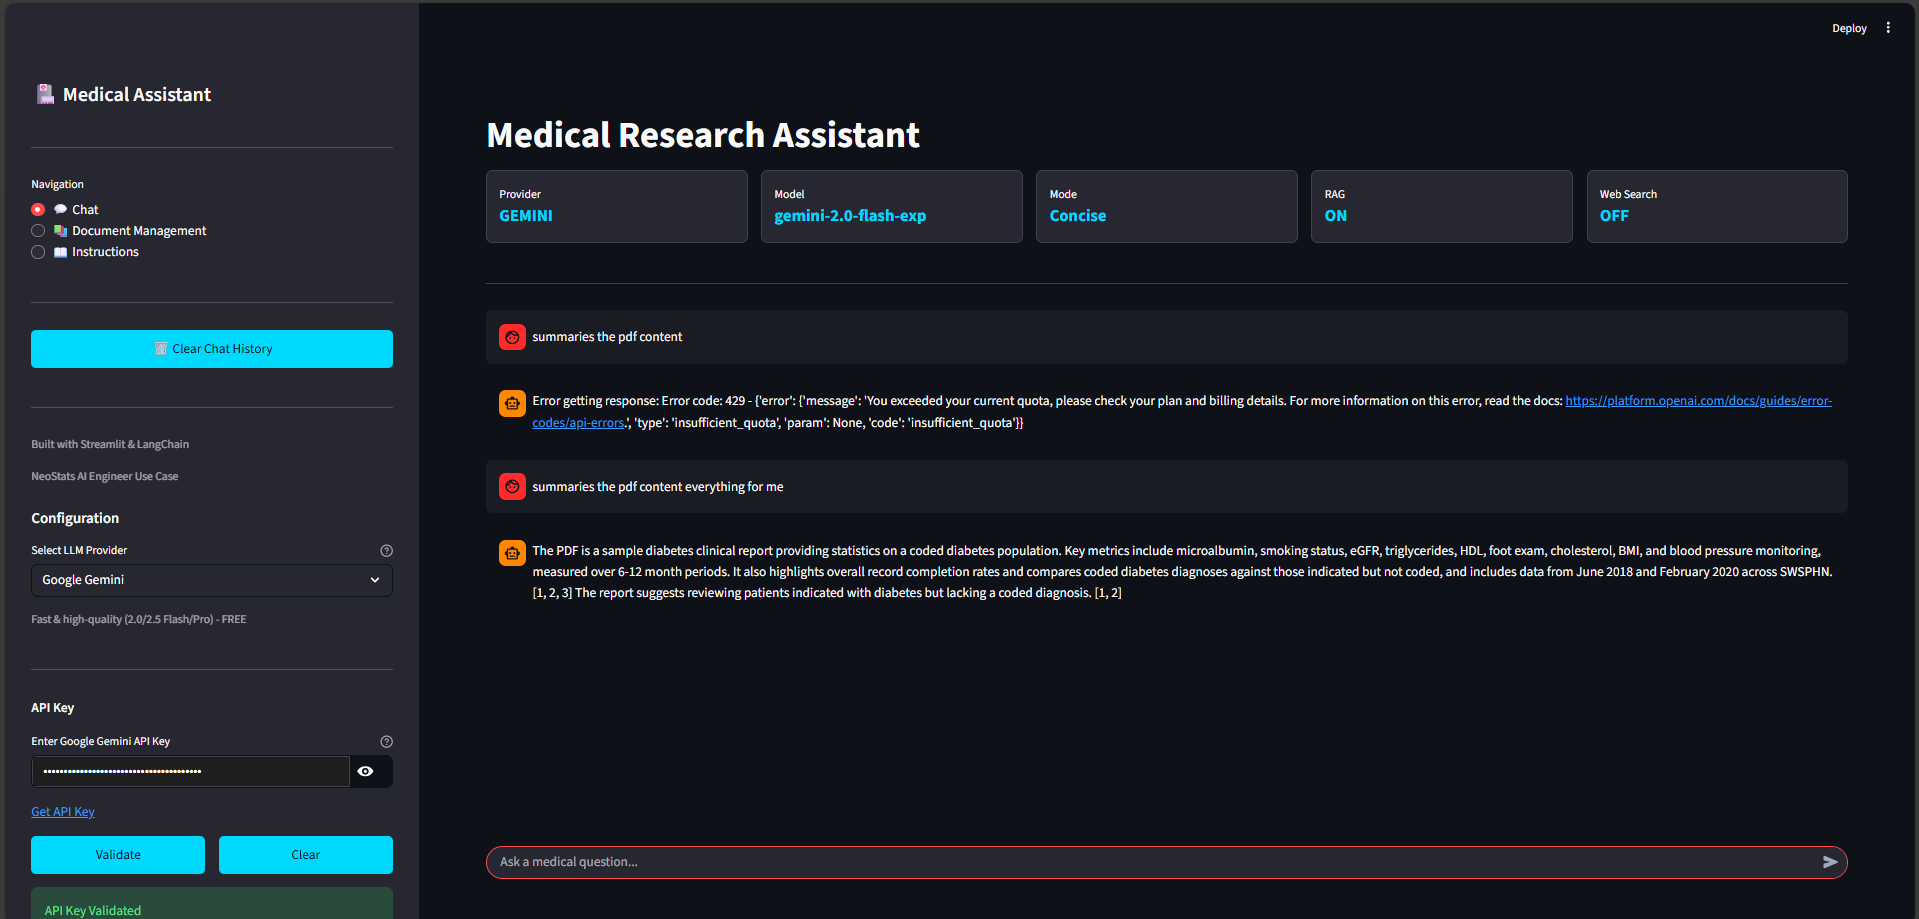 Deploy
Medical Assistant
Navigation
Chat
Document Management
Instructions
Clear Chat History
Built with Streamlit & LangChain
NeoStats AI Engineer Use Case
Configuration
Select LLM Provider
Google Gemini
Fast & high-quality (2.0/2.5 Flash/Pro) - FREE
API Key
Enter Google Gemini API Key
••••••••••••••••••••••••••••••••••••••
Get API Key
Validate
Clear
API Key Validated
Medical Research Assistant
Provider
GEMINI
Model
gemini-2.0-flash-exp
Mode
Concise
RAG
ON
Web Search
OFF
summaries the pdf content
Error getting response: Error code: 429 - {'error': {'message': 'You exceeded your current quota, please check your plan and billing details. For more information on this error, read the docs: https://platform.openai.com/docs/guides/error-
codes/api-errors.', 'type': 'insufficient_quota', 'param': None, 'code': 'insufficient_quota'}}
summaries the pdf content everything for me
The PDF is a sample diabetes clinical report providing statistics on a coded diabetes population. Key metrics include microalbumin, smoking status, eGFR, triglycerides, HDL, foot exam, cholesterol, BMI, and blood pressure monitoring,
measured over 6-12 month periods. It also highlights overall record completion rates and compares coded diabetes diagnoses against those indicated but not coded, and includes data from June 2018 and February 2020 across SWSPHN.
[1, 2, 3] The report suggests reviewing patients indicated with diabetes but lacking a coded diagnosis. [1, 2]
Ask a medical question...